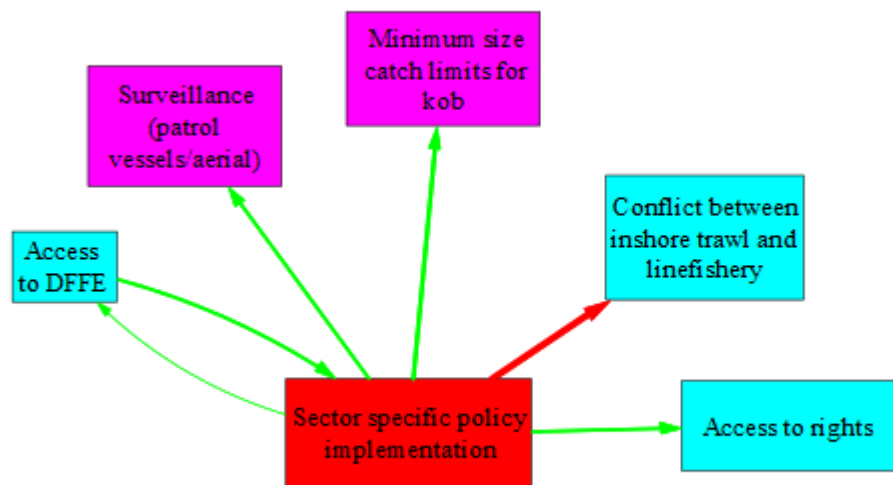 Minimum size
catch limits for
kob
Surveillance
(patrol
vessels/aerial)
Conflict between
inshore trawl and
linefishery
Access
to DFFE
Sector specific policy
implementation
Access to rights